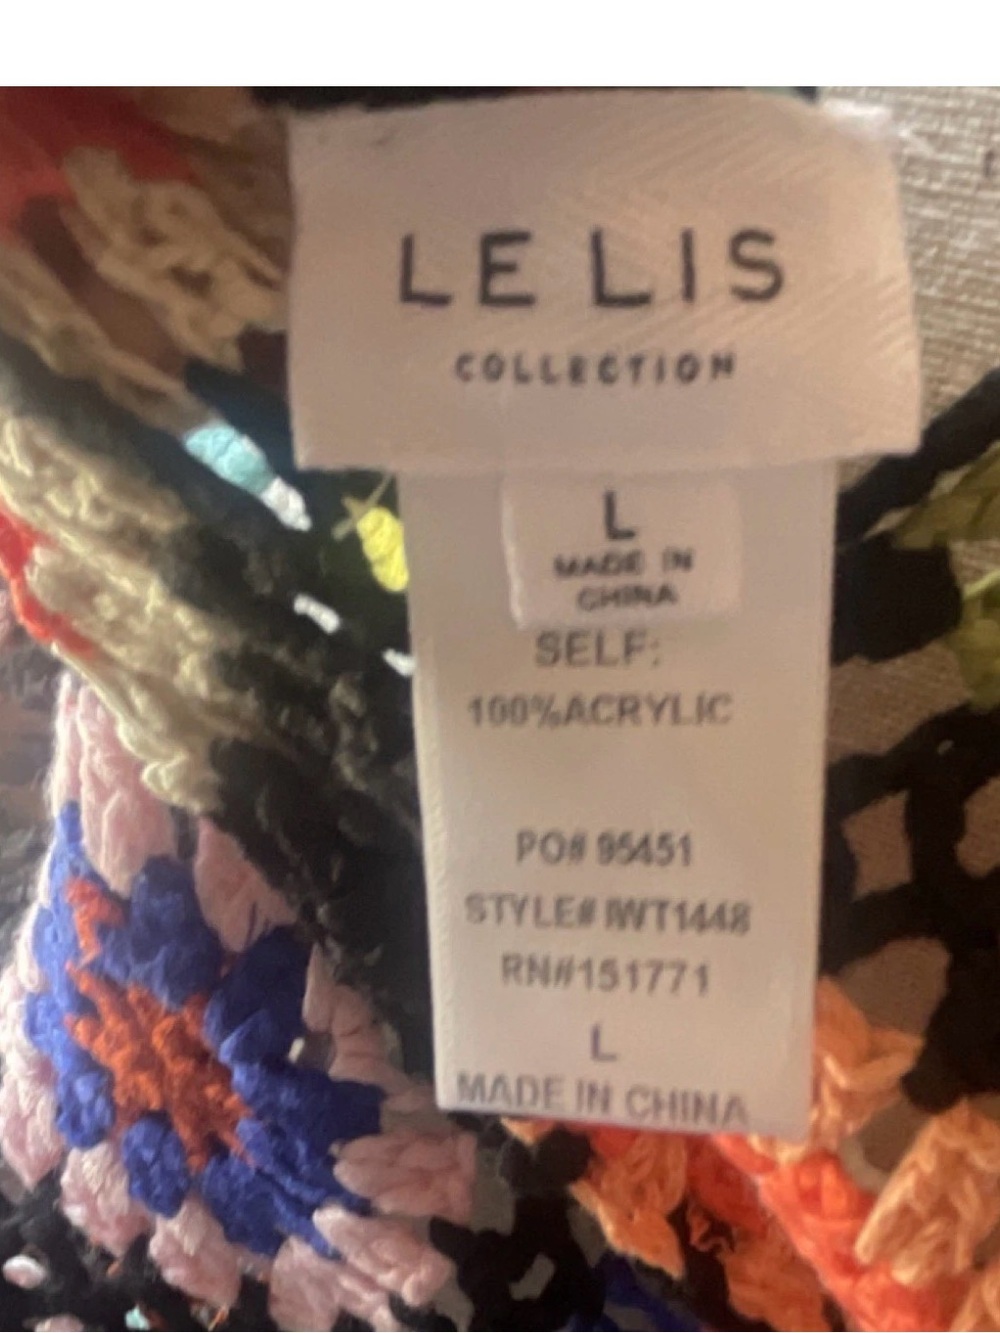 LE LIS
COLLECTION
L
MADE IN
CHINA
SELF:
100%ACRYLIC
PO# 95451
STYLE# IWT1448
RN#151771
L
MADE IN CHINA